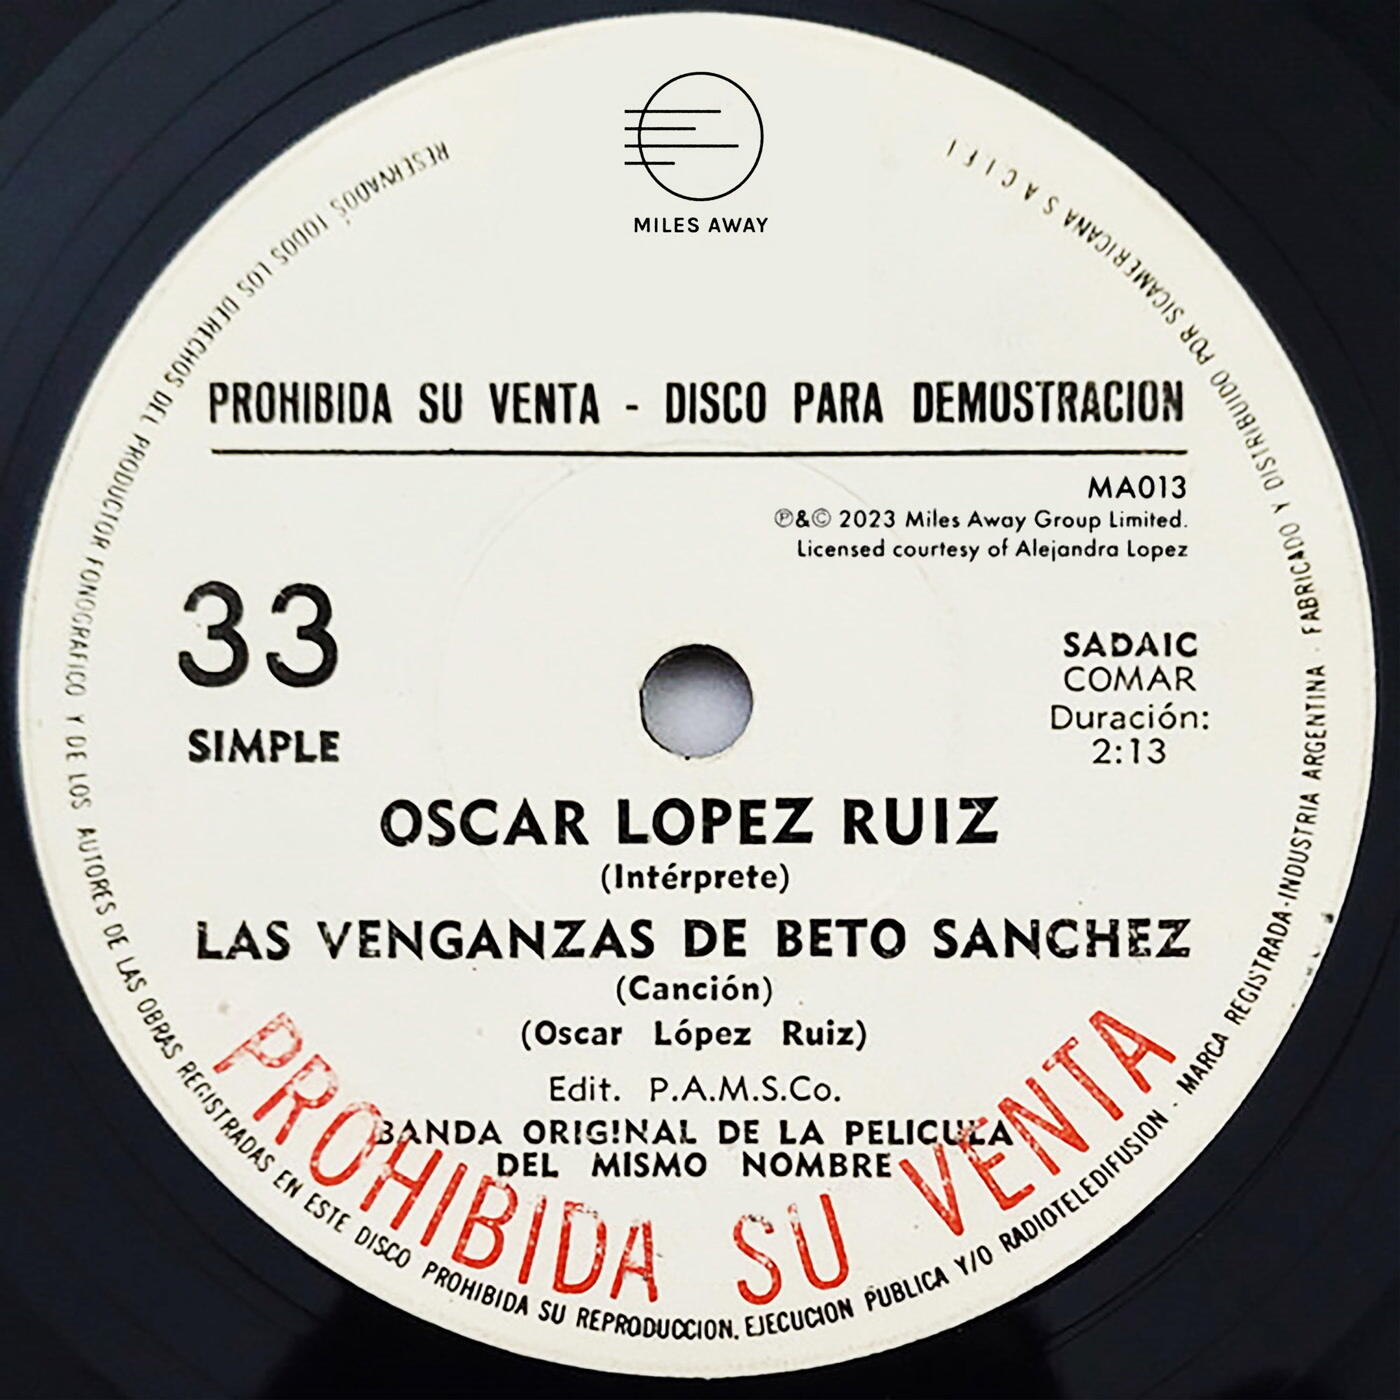 MILES AWAY
PROHIBIDA SU VENTA - DISCO PARA DEMOSTRACION
MA013
℗&© 2023 Miles Away Group Limited.
Licensed courtesy of Alejandra Lopez
33
SIMPLE
SADAIC
COMAR
Duración:
2:13
OSCAR LOPEZ RUIZ
(Intérprete)
LAS VENGANZAS DE BETO SANCHEZ
(Canción)
(Oscar López Ruiz)
Edit. P.A.M.S.Co.
BANDA ORIGINAL DE LA PELICULA
DEL MISMO NOMBRE
PROHIBIDA SU VENTA
RESERVADOS TODOS LOS DERECHOS DEL PRODUCTOR FONOGRAFICO Y DE LOS AUTORES DE LAS OBRAS REGISTRADAS EN ESTE DISCO PROHIBIDA SU REPRODUCCION, EJECUCION PUBLICA Y/O RADIOTELEDIFUSION - MARCA REGISTRADA-INDUSTRIA ARGENTINA - FABRICADO Y DISTRIBUIDO POR SICAMERICANA S A C I F I